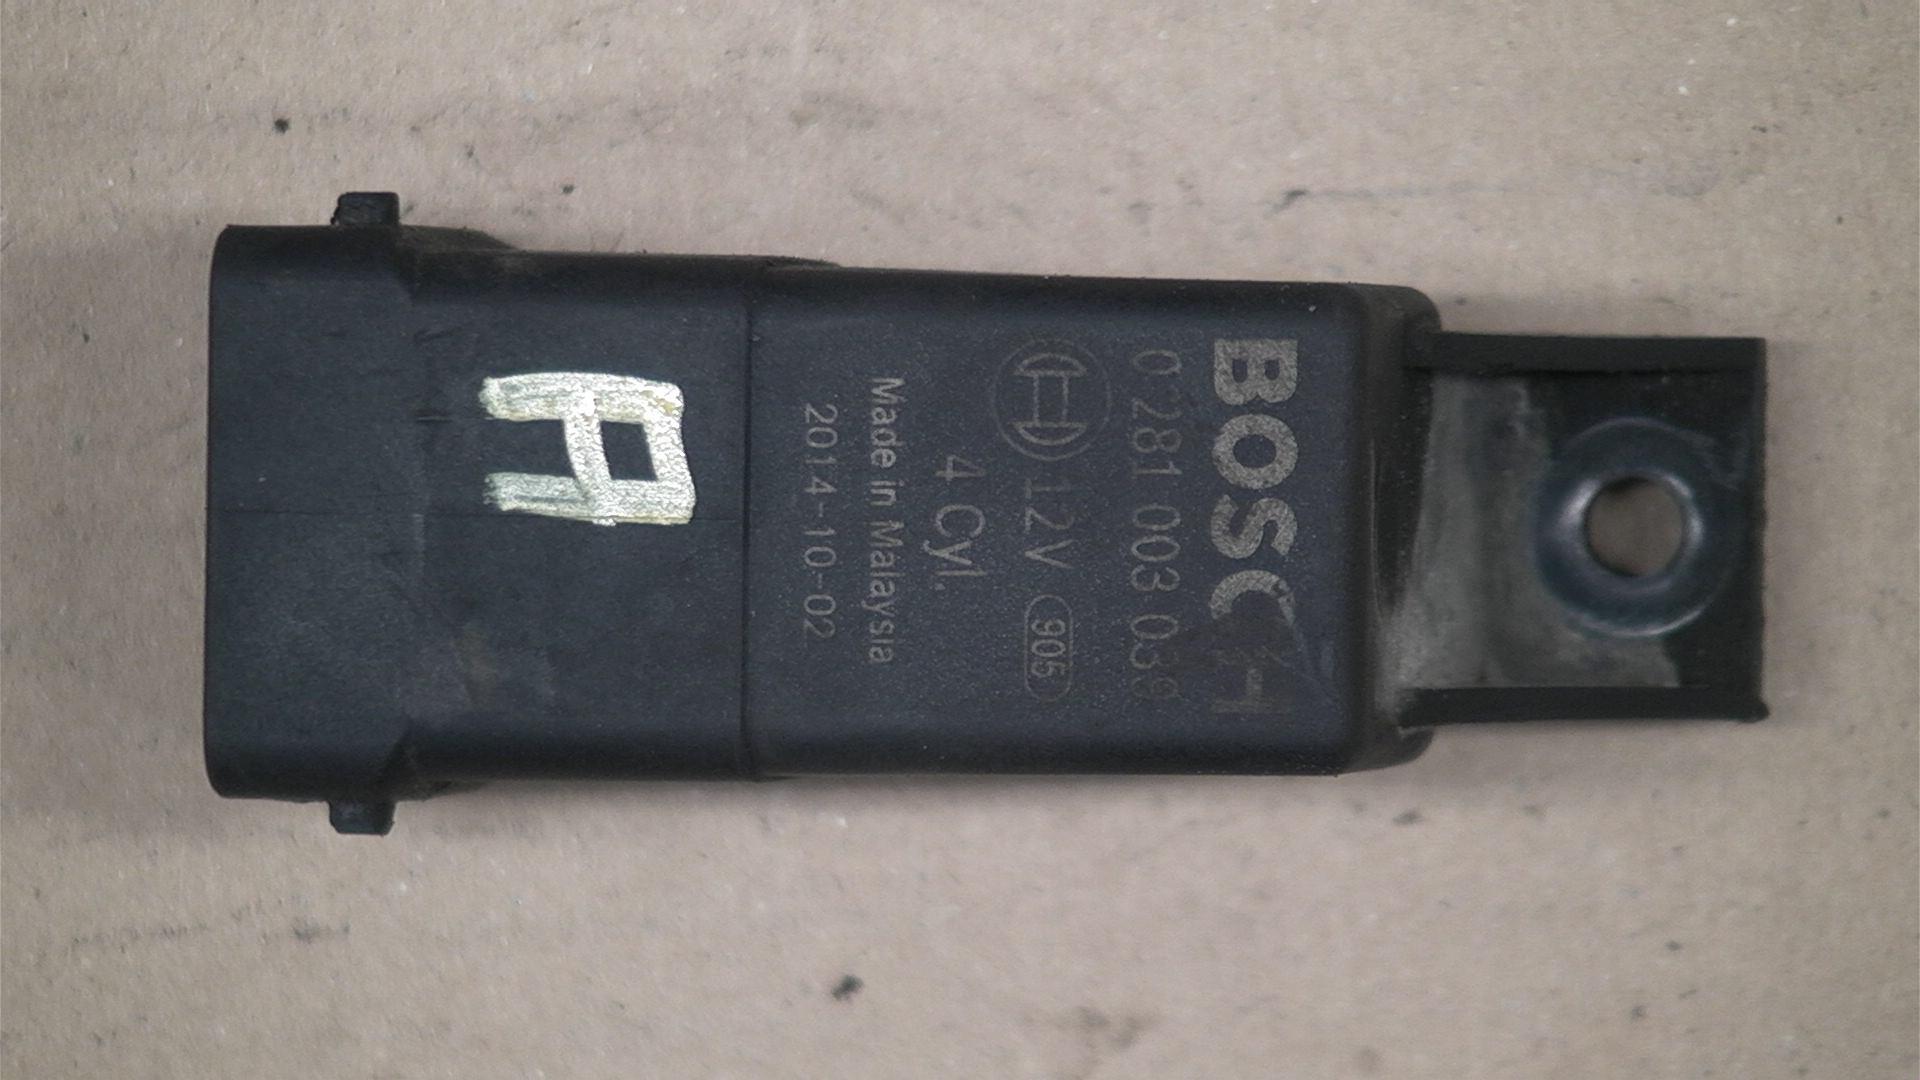 BOSCH
0 281 003 039
12V 905
4 Cyl.
Made in Malaysia
2014-10-02
A